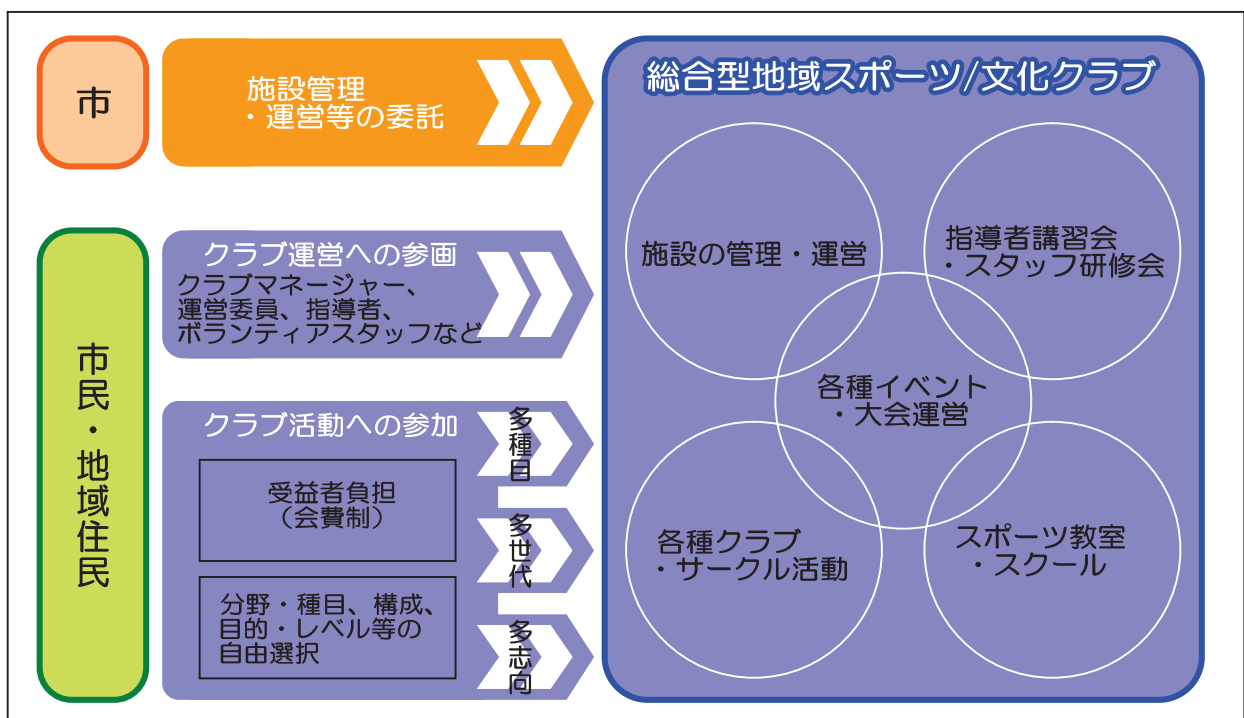 市
施設管理
・運営等の委託
市民・地域住民
クラブ運営への参画
クラブマネージャー、
運営委員、指導者、
ボランティアスタッフなど
クラブ活動への参加
受益者負担
（会費制）
分野・種目、構成、
目的・レベル等の
自由選択
多種目
多世代
多志向
総合型地域スポーツ/文化クラブ
施設の管理・運営
指導者講習会
・スタッフ研修会
各種イベント
・大会運営
各種クラブ
・サークル活動
スポーツ教室
・スクール